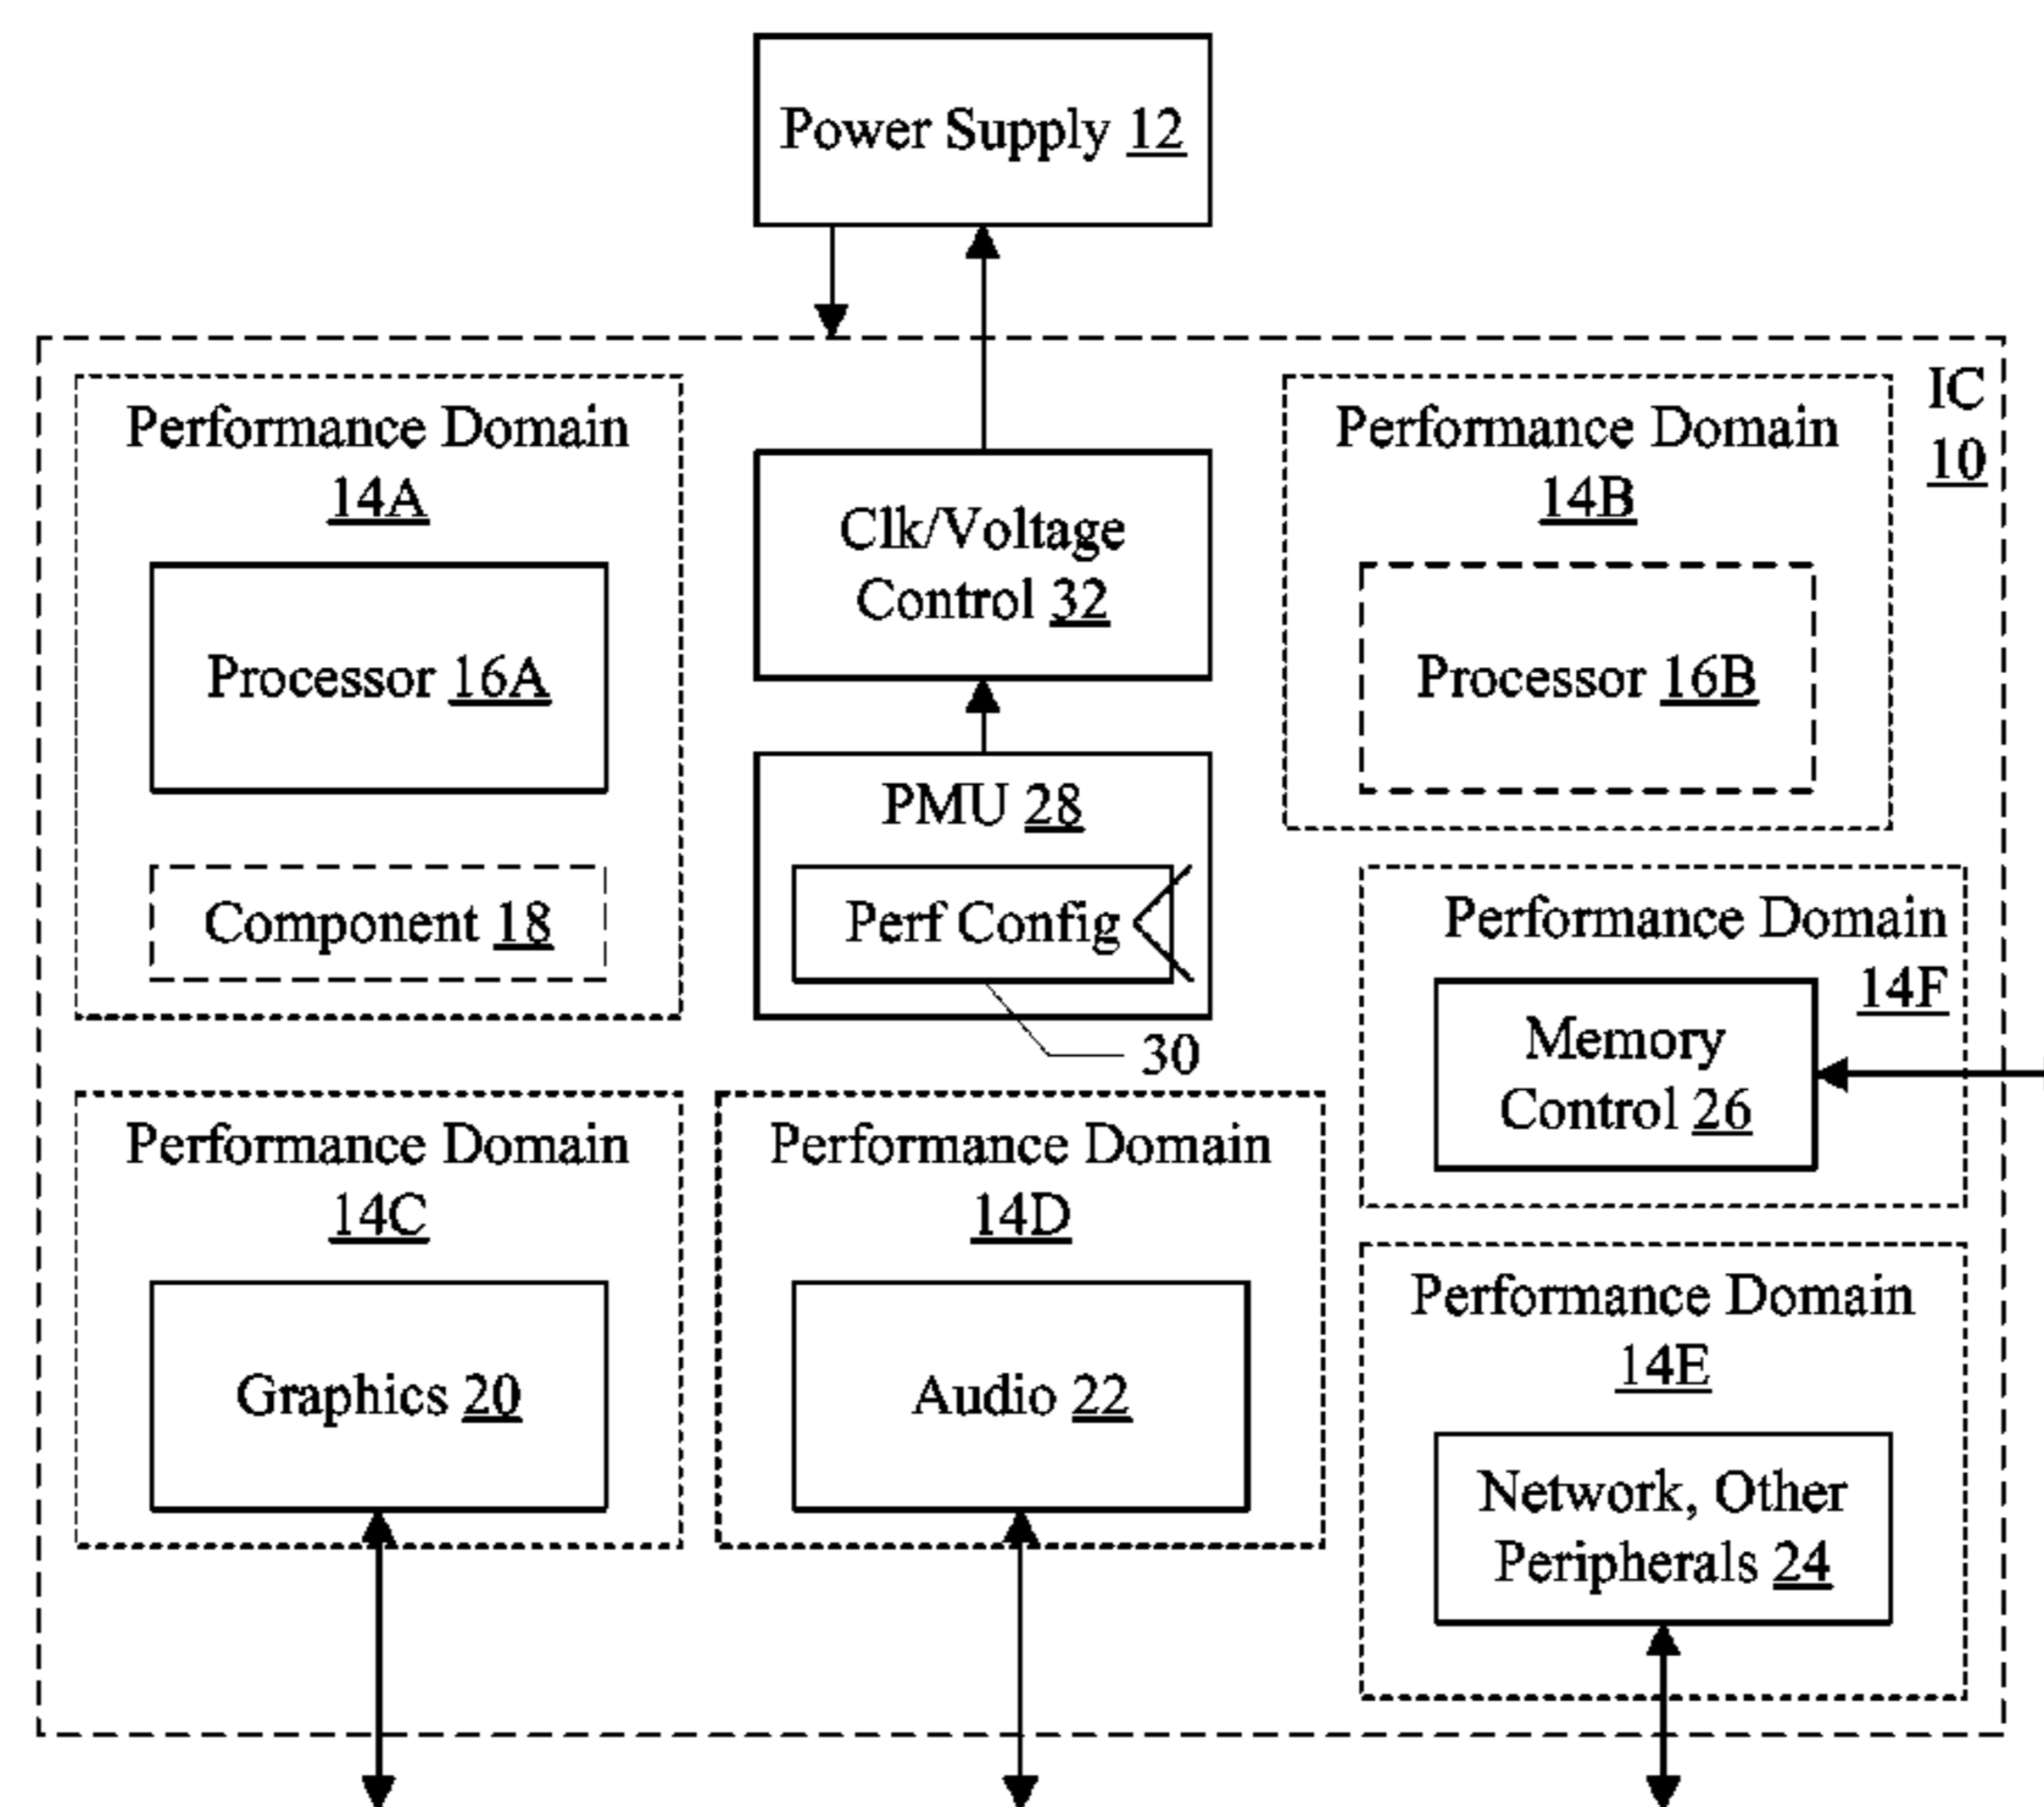 Power Supply 12
IC
10
Performance Domain
14A
Processor 16A
Component 18
Clk/Voltage
Control 32
PMU 28
Perf Config
30
Performance Domain
14B
Processor 16B
Performance Domain
14F
Memory
Control 26
Performance Domain
14C
Graphics 20
Performance Domain
14D
Audio 22
Performance Domain
14E
Network, Other
Peripherals 24